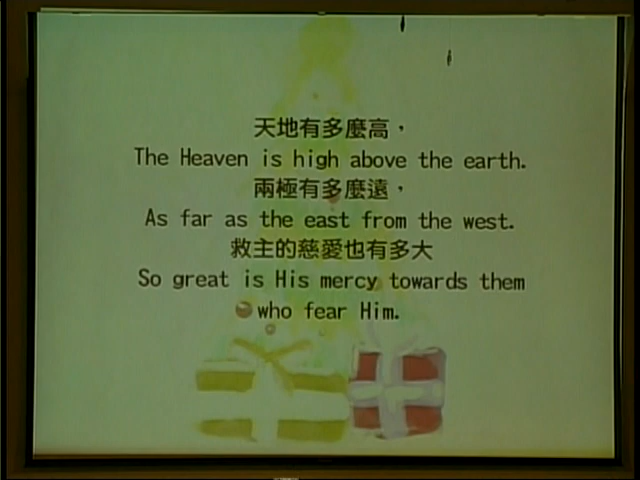 天地有多麼高，
The Heaven is high above the earth.
兩極有多麼遠，
As far as the east from the west.
救主的慈愛也有多大
So great is His mercy towards them
who fear Him.